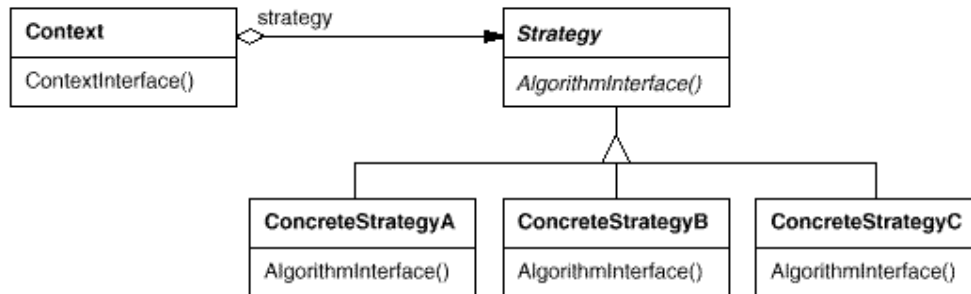 strategy
Context
Strategy
ContextInterface()
AlgorithmInterface()
ConcreteStrategyA
ConcreteStrategyB
ConcreteStrategyC
AlgorithmInterface()
AlgorithmInterface()
AlgorithmInterface()